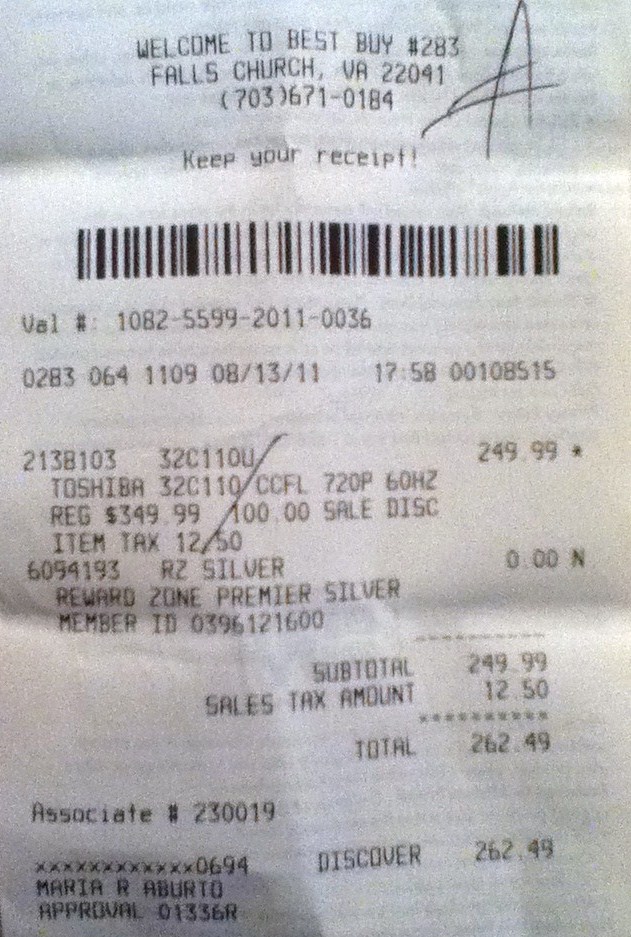 WELCOME TO BEST BUY #283
FALLS CHURCH, VA 22041
(703)671-0184
Keep your receipt!
Val #: 1082-5599-2011-0036
0283 064 1109 08/13/11 17:58 00108515
2138103 32C110U 249.99 *
TOSHIBA 32C110 CCFL 720P 60HZ
REG $349.99 100.00 SALE DISC
ITEM TAX 12.50
6094193 RZ SILVER 0.00 N
REWARD ZONE PREMIER SILVER
MEMBER ID 0396121600
----------
SUBTOTAL 249.99
SALES TAX AMOUNT 12.50
==========
TOTAL 262.49
Associate # 230019
xxxxxxxxxxxx0694 DISCOVER 262.49
MARIA R ABURTO
APPROVAL 01336R